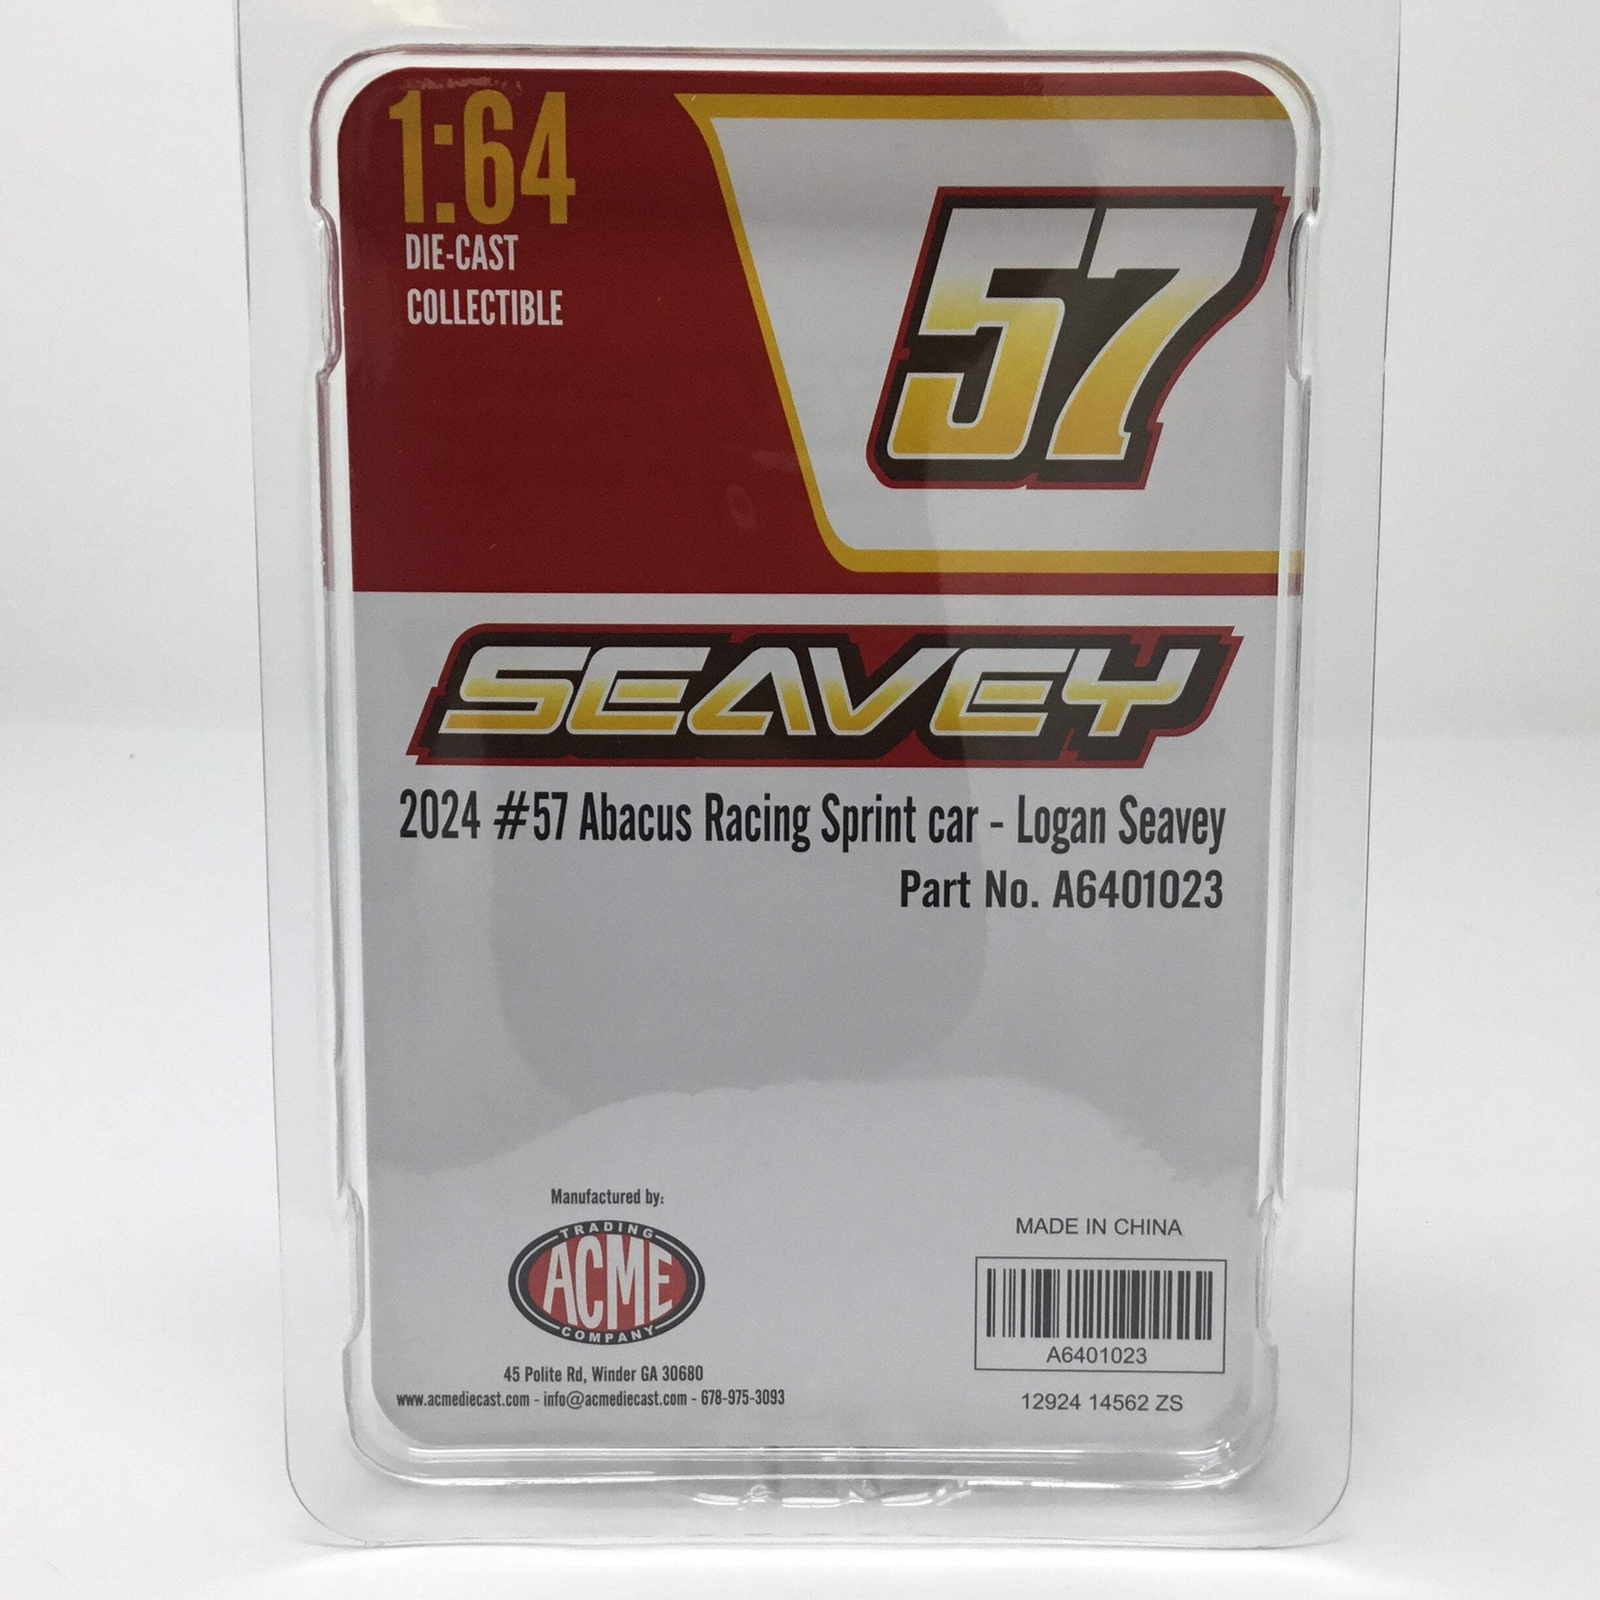 1:64
DIE-CAST
COLLECTIBLE
57
SEAVEY
2024 #57 Abacus Racing Sprint car - Logan Seavey
Part No. A6401023
Manufactured by:
TRADING
ACME
COMPANY
45 Polite Rd, Winder GA 30680
www.acmediecast.com - info@acmediecast.com - 678-975-3093
MADE IN CHINA
A6401023
12924 14562 ZS